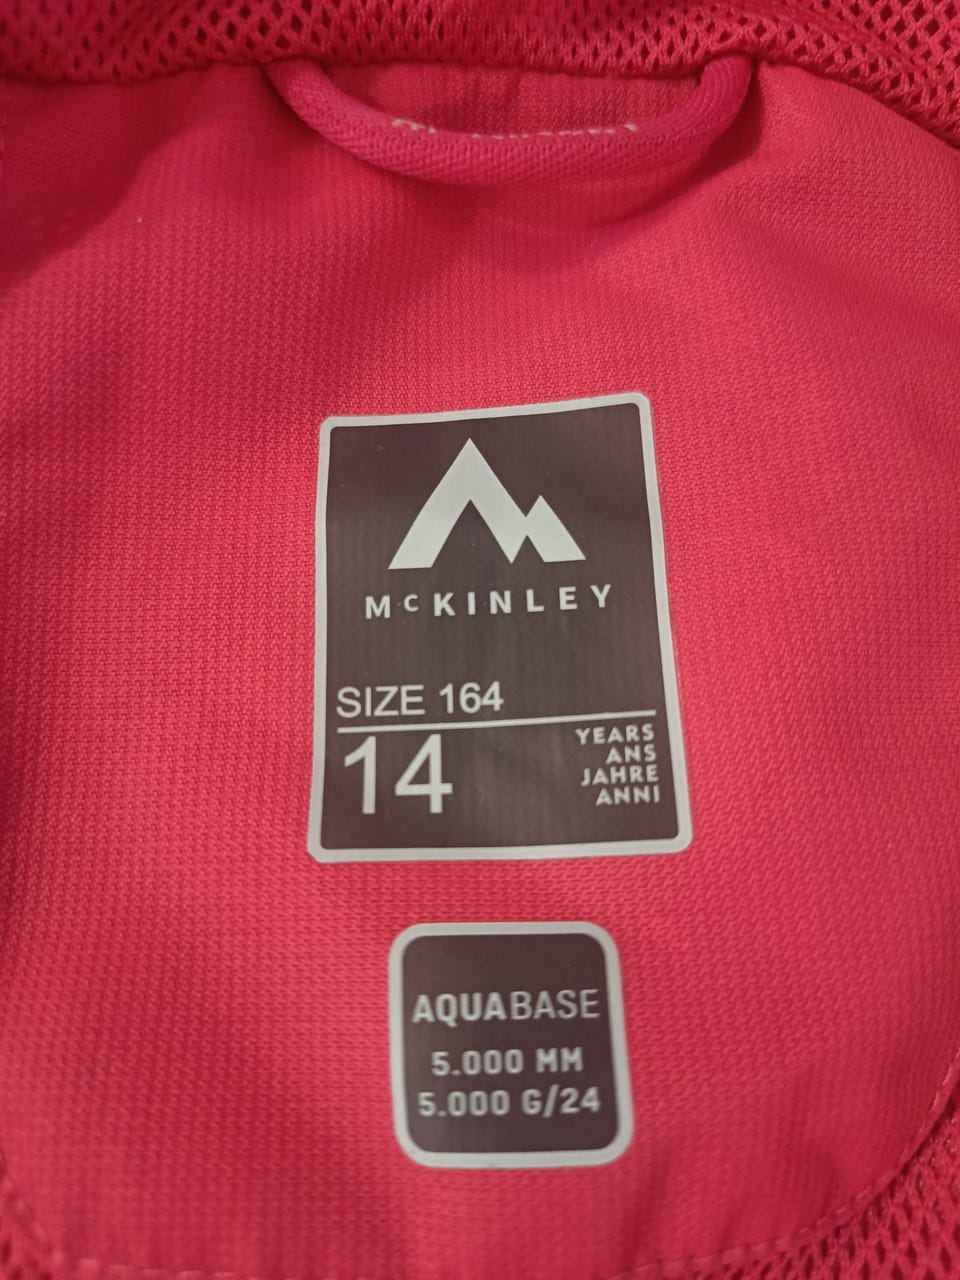 McKINLEY
SIZE 164
14
YEARS
ANS
JAHRE
ANNI
AQUABASE
5.000 MM
5.000 G/24